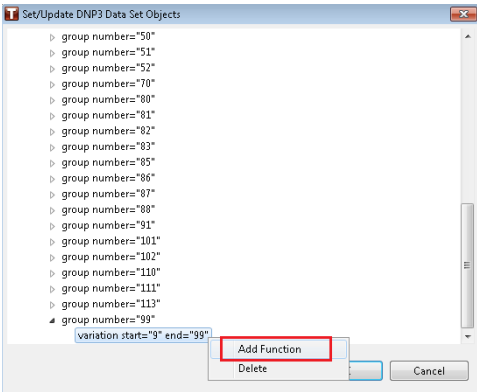 Set/Update DNP3 Data Set Objects
group number="50"
group number="51"
group number="52"
group number="70"
group number="80"
group number="81"
group number="82"
group number="83"
group number="85"
group number="86"
group number="87"
group number="88"
group number="91"
group number="101"
group number="102"
group number="110"
group number="111"
group number="113"
group number="99"
variation start="9" end="99"
Add Function
Delete
Cancel